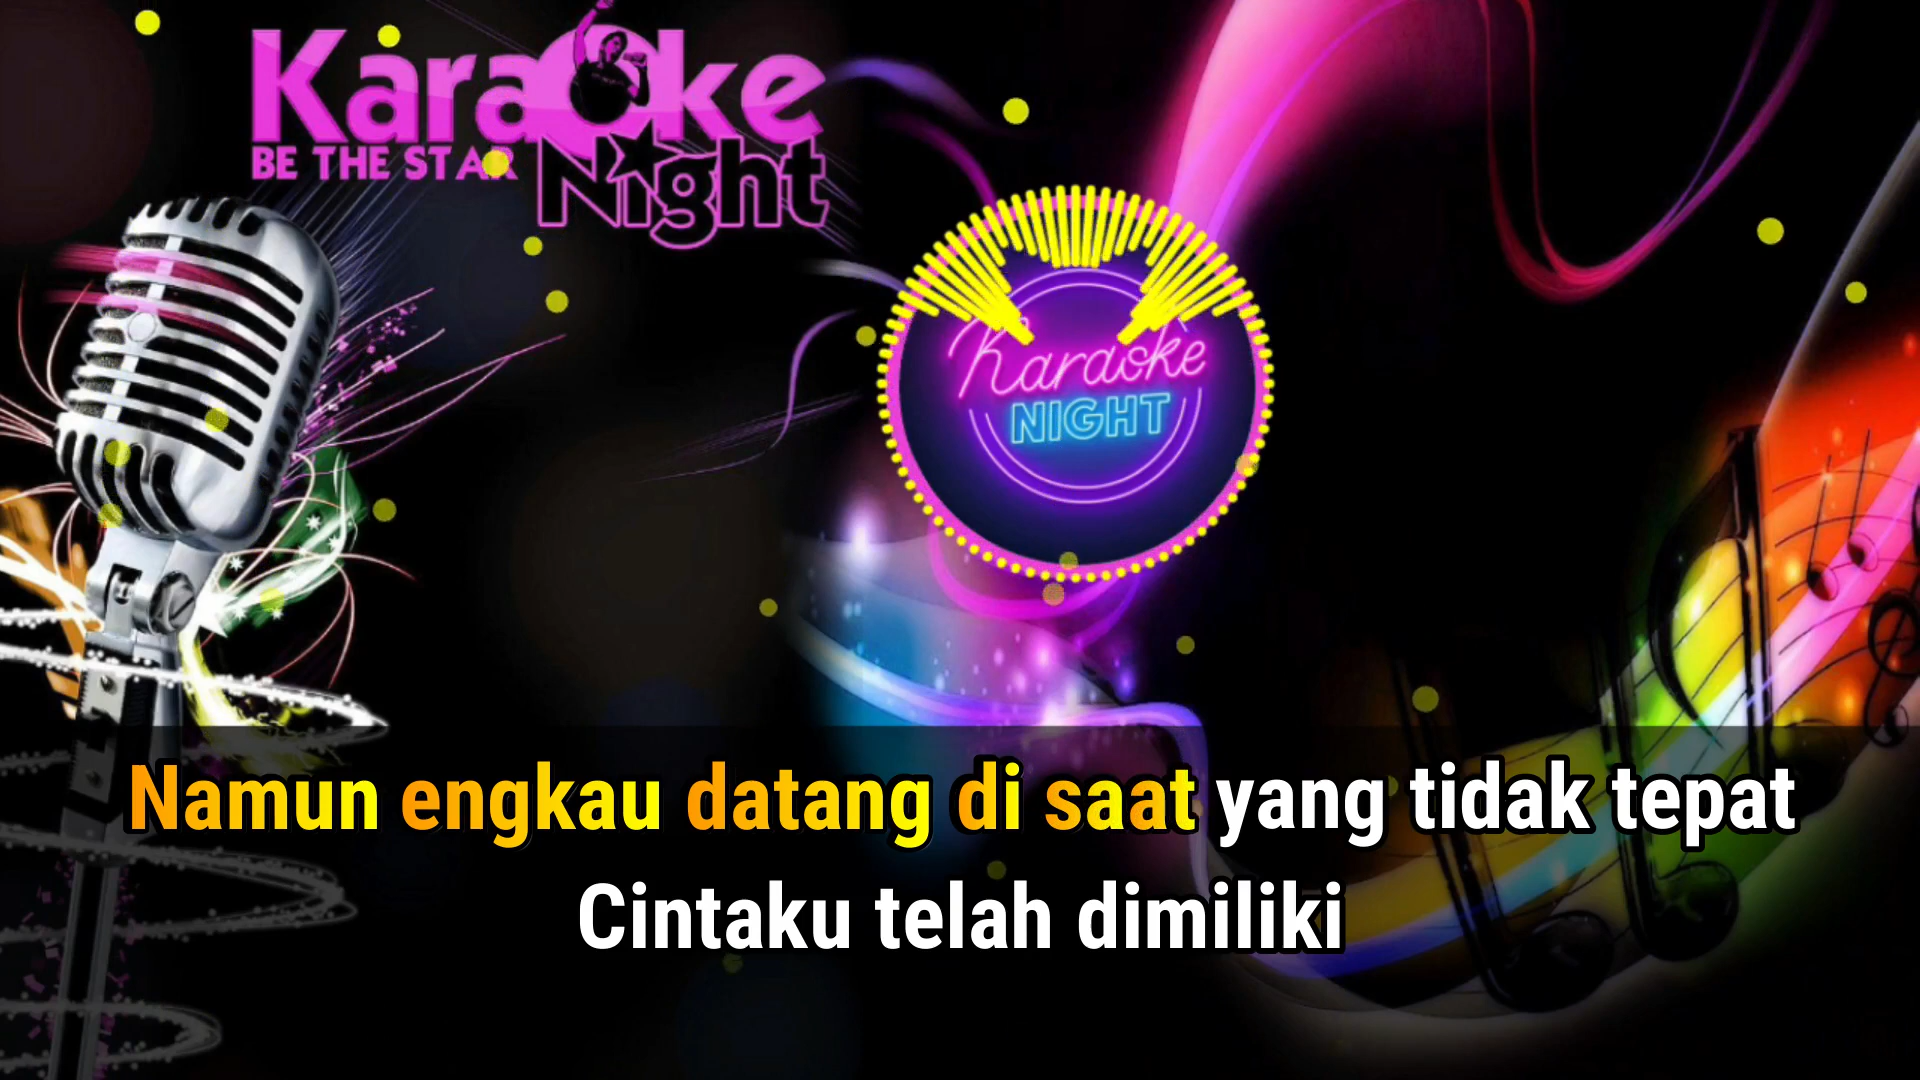 Karaoke
BE THE STAR
Night
Karaoke
NIGHT
Namun engkau datang di saat yang tidak tepat
Cintaku telah dimiliki